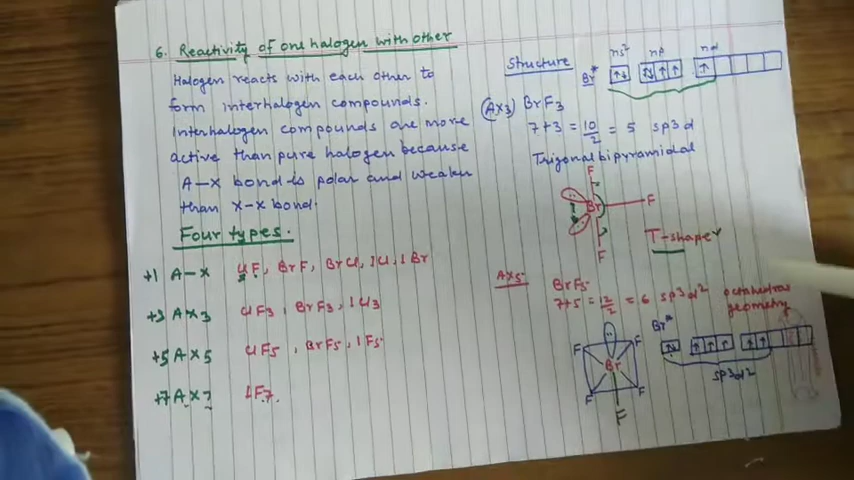 6. Reactivity of one halogen with other
Halogen reacts with each other to
form interhalogen compounds.
Interhalogen compounds are more
active than pure halogen because
A-X bond is polar and weaker
than X-X bond.
Four types.
+1 A-X ClF, BrF, BrCl, ICl, IBr
+3 AX3 ClF3, BrF3, ICl3
+5 AX5 ClF5, BrF5, IF5
+7 AX7 IF7.
Structure
ns² np nd
Br*
(AX3) BrF3
7+3 = 10/2 = 5 sp3d
Trigonal bipyramidal
F
Br F
F
T-shape
AX5
BrF5
7+5 = 12/2 = 6 sp3d² octahedral
geometry
Br*
sp3d²
F F
Br
F F
F